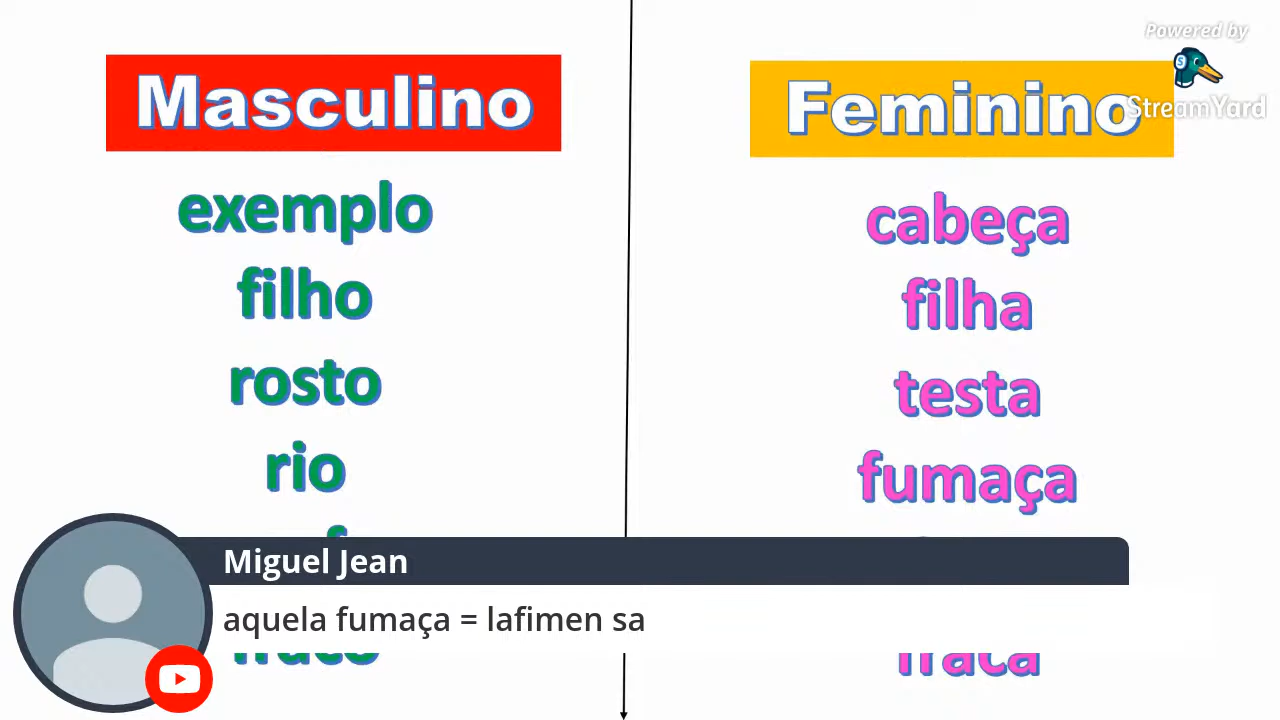 Powered by
StreamYard
Masculino
Feminino
exemplo
cabeça
filho
filha
rosto
testa
rio
fumaça
Miguel Jean
aquela fumaça = lafimen sa
fraca